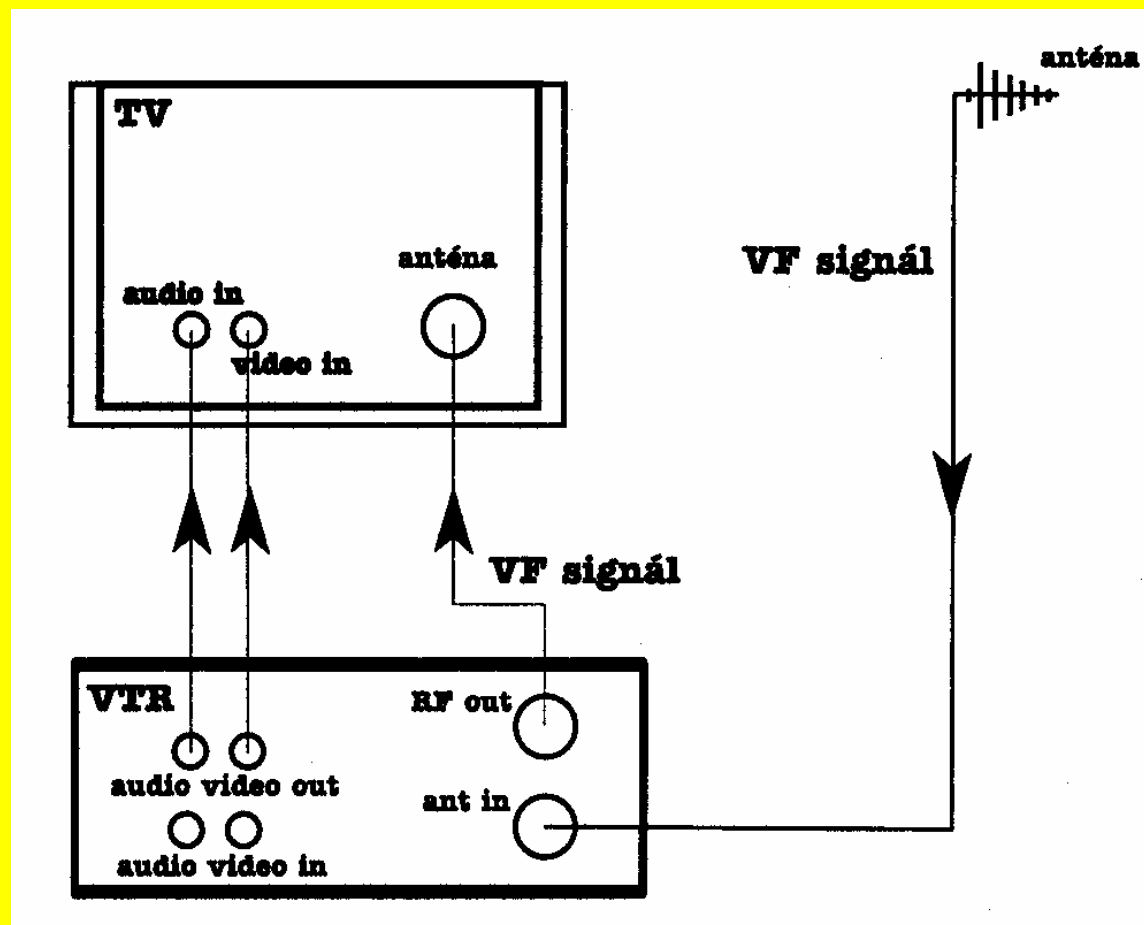 anténa
TV
VF signál
anténa
audio in
video in
VF signál
VTR
RF out
audio video out
ant in
audio video in